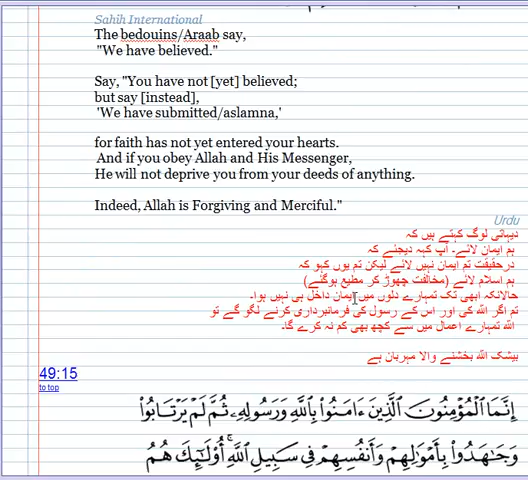 Sahih International
The bedouins/Araab say,
"We have believed."
Say, "You have not [yet] believed;
but say [instead],
'We have submitted/aslamna,'
for faith has not yet entered your hearts.
And if you obey Allah and His Messenger,
He will not deprive you from your deeds of anything.
Indeed, Allah is Forgiving and Merciful."
Urdu
دیہاتی لوگ کہتے ہیں کہ
ہم ایمان لائے۔ آپ کہہ دیجئے کہ
درحقیقت تم ایمان نہیں لائے لیکن تم یوں کہو کہ
ہم اسلام لائے (مخالفت چھوڑ کر مطیع ہوگئے)
حالانکہ ابھی تک تمہارے دلوں میں ایمان داخل ہی نہیں ہوا۔
تم اگر اللہ کی اور اس کے رسول کی فرمانبرداری کرنے لگو گے تو
اللہ تمہارے اعمال میں سے کچھ بھی کم نہ کرے گا۔
بیشک اللہ بخشنے والا مہربان ہے
49:15
to top
إِنَّمَا ٱلْمُؤْمِنُونَ ٱلَّذِينَ ءَامَنُوا۟ بِٱللَّهِ وَرَسُولِهِۦ ثُمَّ لَمْ يَرْتَابُوا۟
وَجَـٰهَدُوا۟ بِأَمْوَٰلِهِمْ وَأَنفُسِهِمْ فِى سَبِيلِ ٱللَّهِ ۚ أُو۟لَـٰٓئِكَ هُمُ